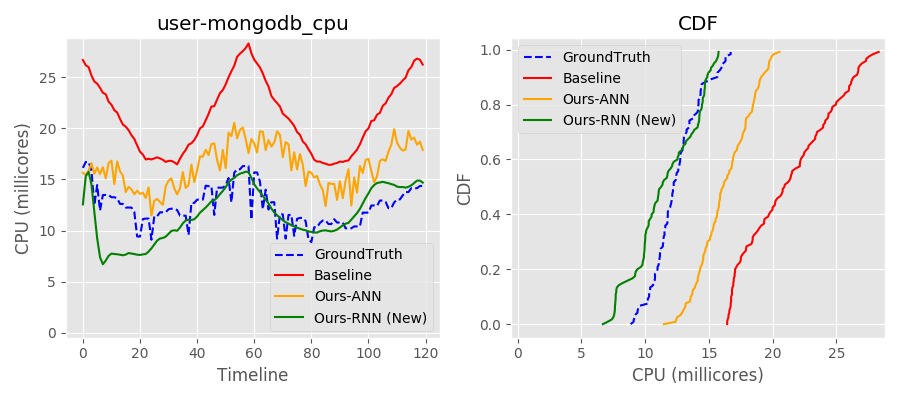 user-mongodb_cpu
CPU (millicores)
25
20
15
10
5
0
0
20
40
60
80
100
120
Timeline
GroundTruth
Baseline
Ours-ANN
Ours-RNN (New)
CDF
CDF
1.0
0.8
0.6
0.4
0.2
0.0
0
5
10
15
20
25
CPU (millicores)
GroundTruth
Baseline
Ours-ANN
Ours-RNN (New)